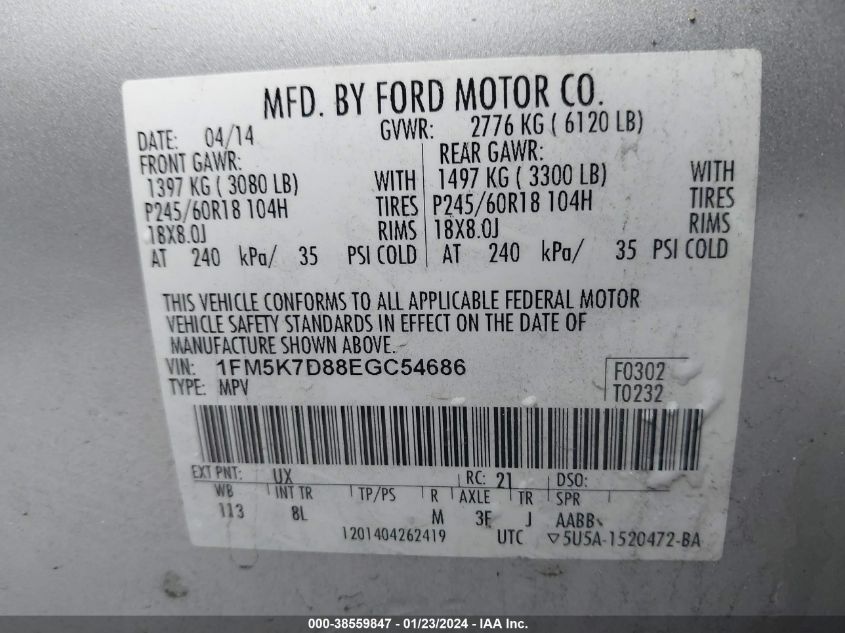 MFD. BY FORD MOTOR CO.
DATE: 04/14 GVWR: 2776 KG ( 6120 LB)
FRONT GAWR: REAR GAWR:
1397 KG ( 3080 LB) WITH 1497 KG ( 3300 LB) WITH
P245/60R18 104H TIRES P245/60R18 104H TIRES
18X8.0J RIMS 18X8.0J RIMS
AT 240 kPa/ 35 PSI COLD AT 240 kPa/ 35 PSI COLD
THIS VEHICLE CONFORMS TO ALL APPLICABLE FEDERAL MOTOR
VEHICLE SAFETY STANDARDS IN EFFECT ON THE DATE OF
MANUFACTURE SHOWN ABOVE.
VIN: 1FM5K7D88EGC54686 F0302
TYPE: MPV T0232
EXT PNT: UX RC: 21 DSO:
WB INT TR TP/PS R AXLE TR SPR
113 8L M 3F J AABB
1201404262419 UTC ▽5U5A-1520472-BA
000-38559847 - 01/23/2024 - IAA Inc.